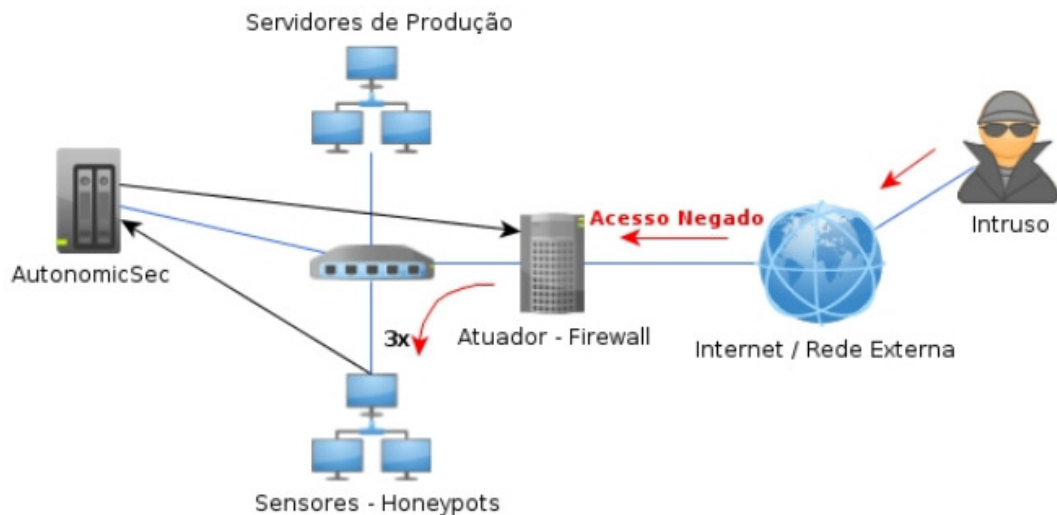 Servidores de Produção
Acesso Negado
Intruso
AutonomicSec
3x
Atuador - Firewall
Internet / Rede Externa
Sensores - Honeypots